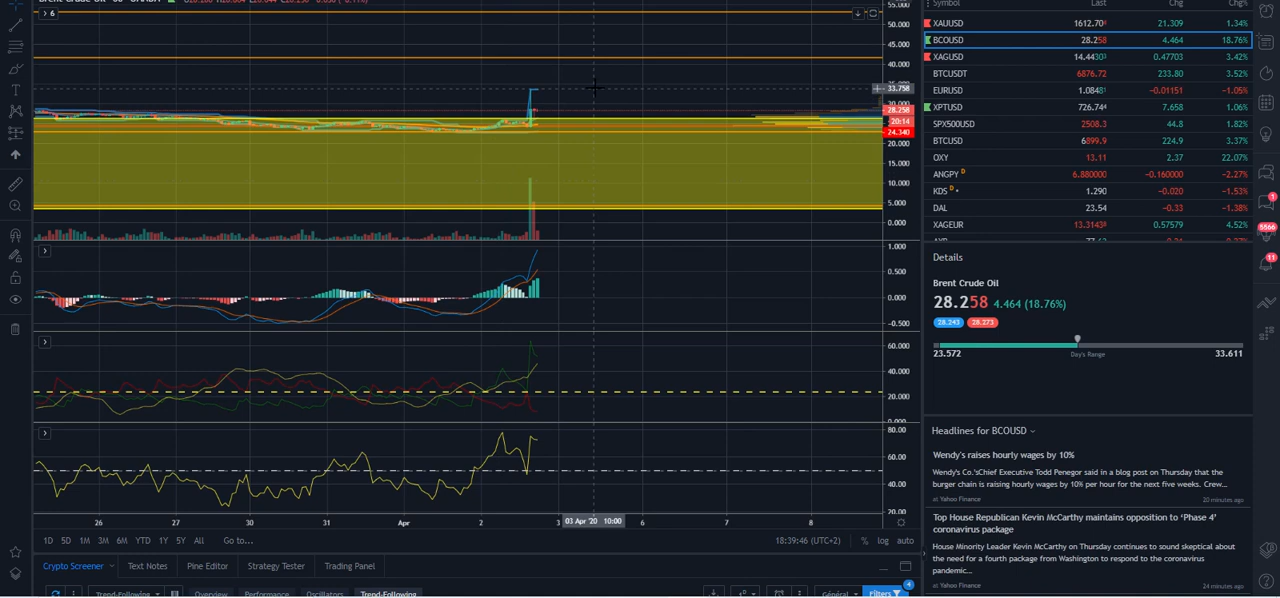 6
55.000
50.000
45.000
40.000
33.758
30.000
28.258
20:14
24.340
20.000
15.000
10.000
5.000
0.000
1.000
0.500
0.000
-0.500
60.000
40.000
20.000
0.000
80.00
60.00
40.00
20.00
26
27
30
31
Apr
2
3
03 Apr '20 10:00
6
7
8
1D 5D 1M 3M 6M YTD 1Y 5Y All Go to...
18:39:46 (UTC+2) % log auto
Crypto Screener Text Notes Pine Editor Strategy Tester Trading Panel
Trend-Following Overview Performance Oscillators Trend-Following Général Filters 4
Symbol Last Chg Chg%
XAUUSD 1612.70 21.309 1.34%
BCOUSD 28.258 4.464 18.76%
XAGUSD 14.4430 0.47703 3.42%
BTCUSDT 6876.72 233.80 3.52%
EURUSD 1.08481 -0.01151 -1.05%
XPTUSD 726.744 7.658 1.06%
SPX500USD 2508.3 44.8 1.82%
BTCUSD 6899.9 224.9 3.37%
OXY 13.11 2.37 22.07%
ANGPY D 6.880000 -0.160000 -2.27%
KDS D 1.290 -0.020 -1.53%
DAL 23.54 -0.33 -1.38%
XAGEUR 13.3143 0.57579 4.52%
Details
Brent Crude Oil
28.258 4.464 (18.76%)
28.243 28.273
23.572 Day's Range 33.611
Headlines for BCOUSD
Wendy's raises hourly wages by 10%
Wendy's Co.'sChief Executive Todd Penegor said in a blog post on Thursday that the
burger chain is raising hourly wages by 10% per hour for the next five weeks. Crew...
at Yahoo Finance 20 minutes ago
Top House Republican Kevin McCarthy maintains opposition to 'Phase 4'
coronavirus package
House Minority Leader Kevin McCarthy on Thursday continues to sound skeptical about
the need for a fourth package from Washington to respond to the coronavirus
pandemic...
at Yahoo Finance 24 minutes ago
1
5566
11